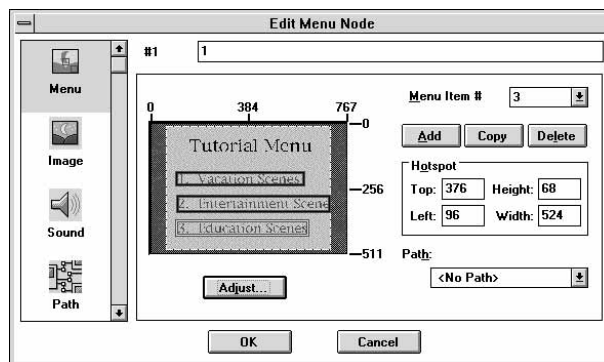 Edit Menu Node
Menu
Image
Sound
Path
#1 1
0 384 767
0
256
511
Tutorial Menu
1. Vacation Scenes
2. Entertainment Scene
3. Education Scenes
Adjust...
Menu Item # 3
Add Copy Delete
Hotspot
Top: 376 Height: 68
Left: 96 Width: 524
Path:
<No Path>
OK Cancel